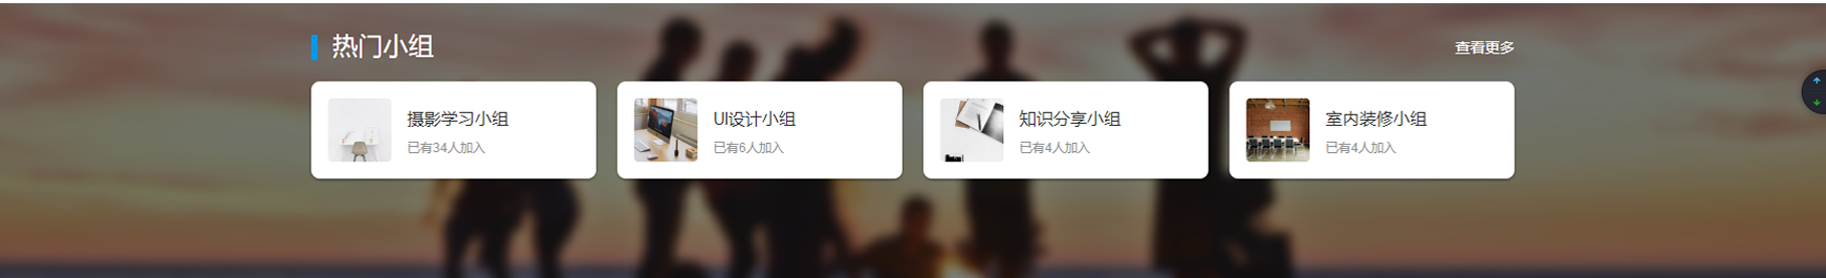 热门小组
查看更多
摄影学习小组
已有34人加入
UI设计小组
已有6人加入
知识分享小组
已有4人加入
室内装修小组
已有4人加入